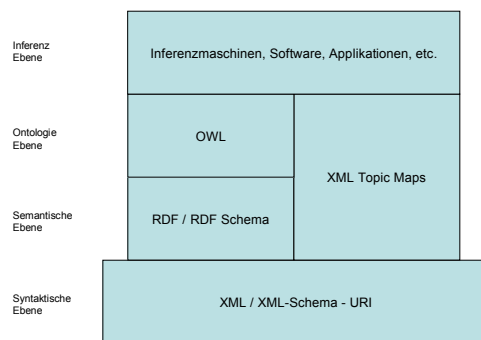 Inferenz
Ebene
Inferenzmaschinen, Software, Applikationen, etc.
Ontologie
Ebene
OWL
XML Topic Maps
Semantische
Ebene
RDF / RDF Schema
Syntaktische
Ebene
XML / XML-Schema - URI